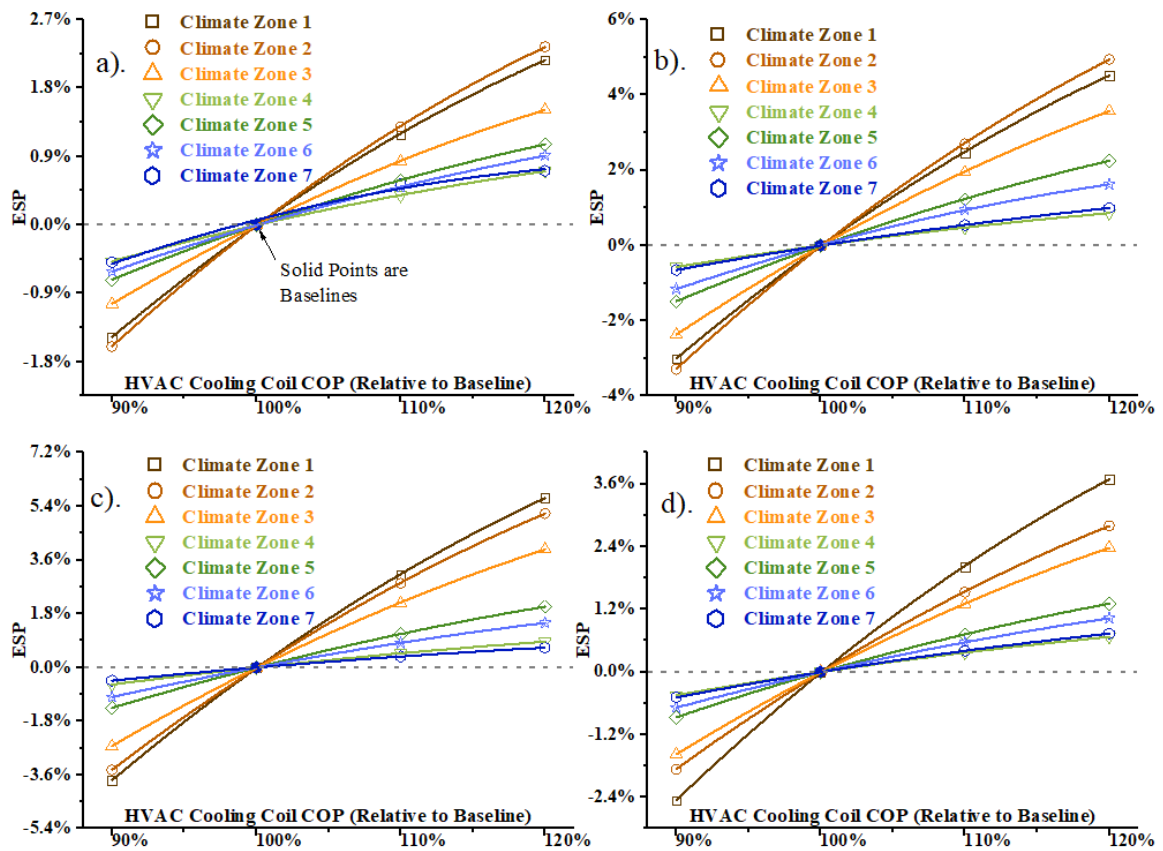 a).
2.7%
1.8%
0.9%
0.0%
-0.9%
-1.8%
ESP
Climate Zone 1
Climate Zone 2
Climate Zone 3
Climate Zone 4
Climate Zone 5
Climate Zone 6
Climate Zone 7
Solid Points are
Baselines
HVAC Cooling Coil COP (Relative to Baseline)
90% 100% 110% 120%
b).
6%
4%
2%
0%
-2%
-4%
ESP
Climate Zone 1
Climate Zone 2
Climate Zone 3
Climate Zone 4
Climate Zone 5
Climate Zone 6
Climate Zone 7
HVAC Cooling Coil COP (Relative to Baseline)
90% 100% 110% 120%
c).
7.2%
5.4%
3.6%
1.8%
0.0%
-1.8%
-3.6%
-5.4%
ESP
Climate Zone 1
Climate Zone 2
Climate Zone 3
Climate Zone 4
Climate Zone 5
Climate Zone 6
Climate Zone 7
HVAC Cooling Coil COP (Relative to Baseline)
90% 100% 110% 120%
d).
3.6%
2.4%
1.2%
0.0%
-1.2%
-2.4%
ESP
Climate Zone 1
Climate Zone 2
Climate Zone 3
Climate Zone 4
Climate Zone 5
Climate Zone 6
Climate Zone 7
HVAC Cooling Coil COP (Relative to Baseline)
90% 100% 110% 120%